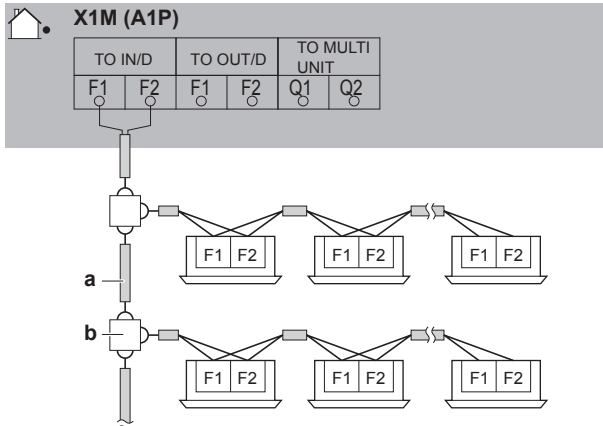 X1M (A1P)
TO IN/D TO OUT/D TO MULTI
UNIT
F1 F2 F1 F2 Q1 Q2
F1 F2 F1 F2 F1 F2
a
b
F1 F2 F1 F2 F1 F2